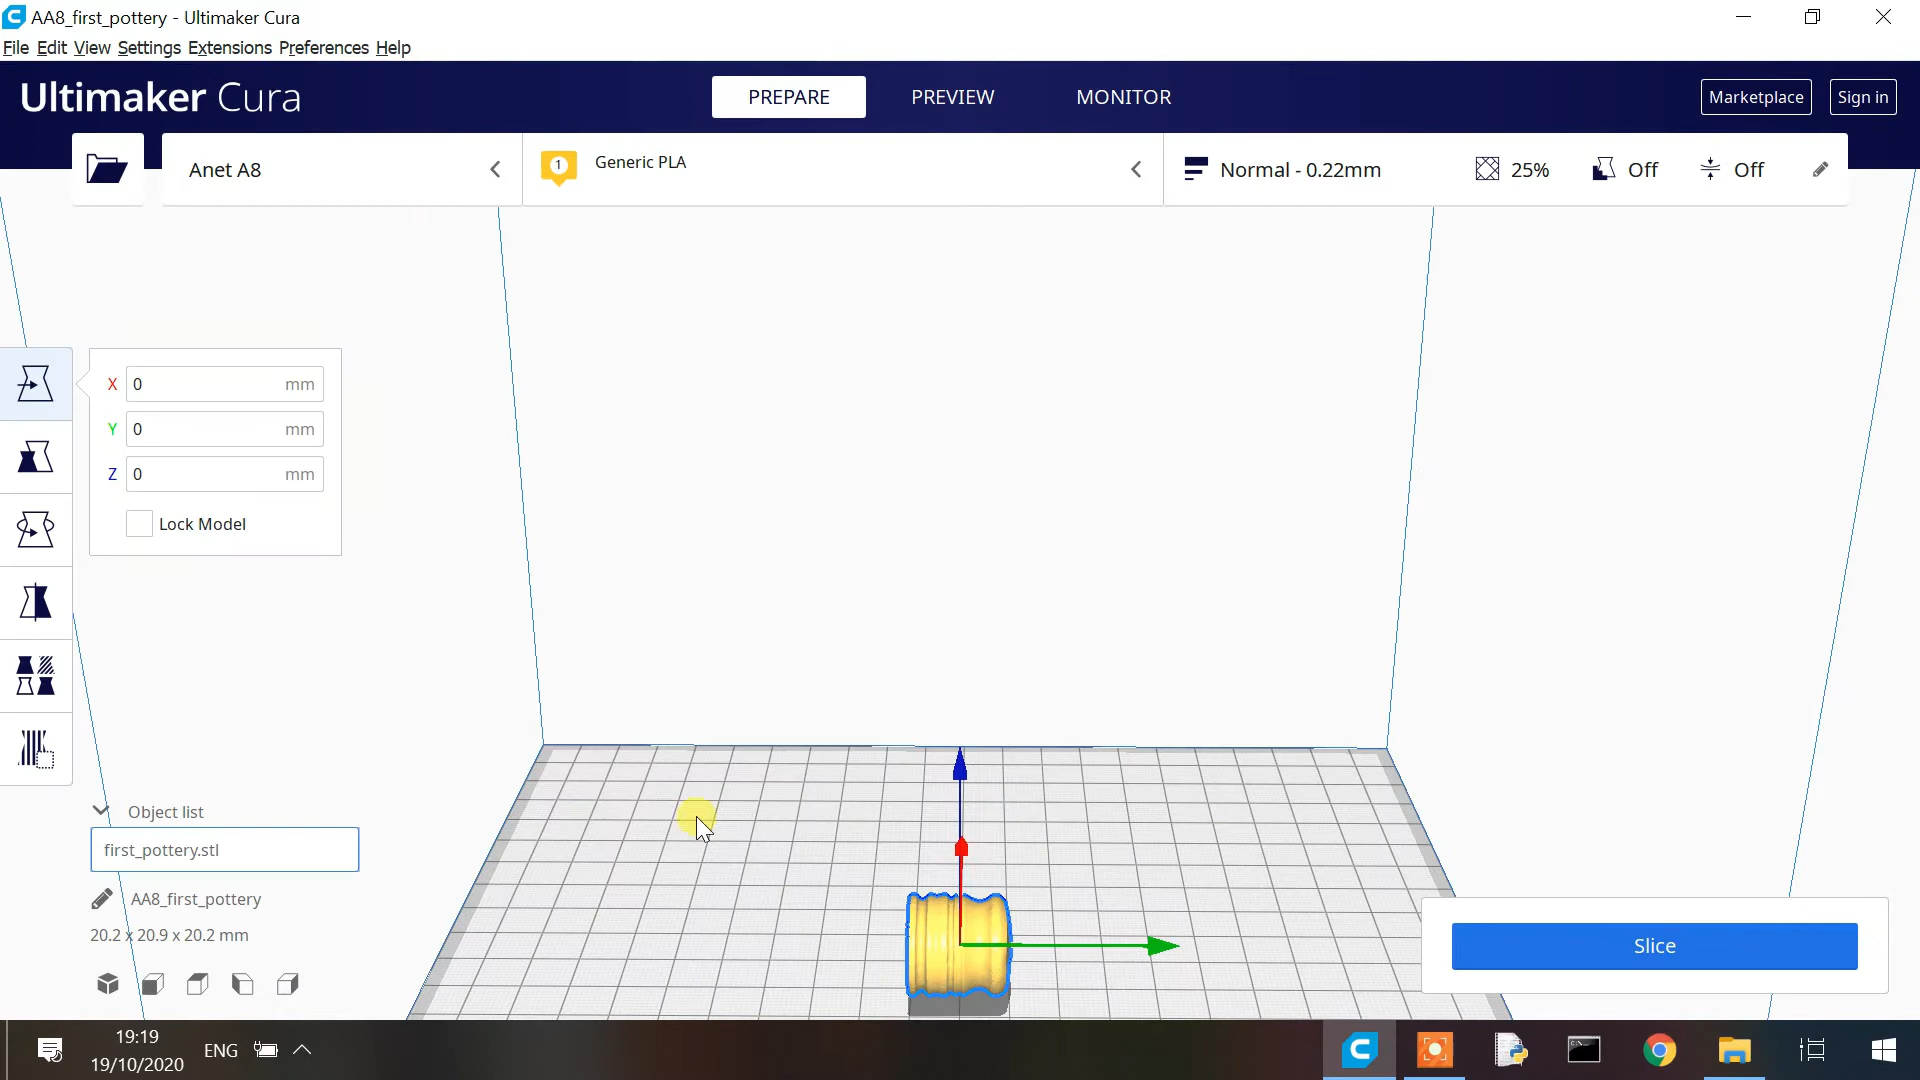 AA8_first_pottery - Ultimaker Cura
File Edit View Settings Extensions Preferences Help
Ultimaker Cura
PREPARE
PREVIEW
MONITOR
Marketplace
Sign in
Anet A8
1
Generic PLA
Normal - 0.22mm
25%
Off
Off
X 0 mm
Y 0 mm
Z 0 mm
Lock Model
Object list
first_pottery.stl
AA8_first_pottery
20.2 x 20.9 x 20.2 mm
Slice
19:19
19/10/2020
ENG